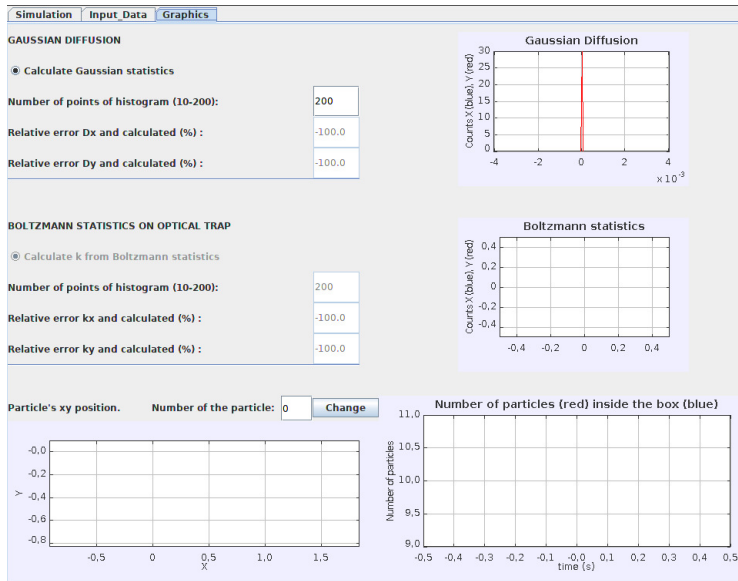 Simulation Input_Data Graphics
GAUSSIAN DIFFUSION
Calculate Gaussian statistics
Number of points of histogram (10-200): 200
Relative error Dx and calculated (%) : -100.0
Relative error Dy and calculated (%) : -100.0
Gaussian Diffusion
Counts X (blue), Y (red)
30
25
20
15
10
5
0
-4 -2 0 2 4
x 10-3
BOLTZMANN STATISTICS ON OPTICAL TRAP
Calculate k from Boltzmann statistics
Number of points of histogram (10-200): 200
Relative error kx and calculated (%) : -100.0
Relative error ky and calculated (%) : -100.0
Boltzmann statistics
Counts X (blue), Y (red)
0,4
0,2
0
-0,2
-0,4
-0,4 -0,2 0 0,2 0,4
Particle's xy position. Number of the particle: 0 Change
-0,0
-0,2
-0,4
-0,6
-0,8
Y
-0,5 0 0,5 1,0 1,5
X
Number of particles (red) inside the box (blue)
Number of particles
11,0
10,5
10,0
9,5
9,0
-0,5 -0,4 -0,3 -0,2 -0,1 -0,0 0,1 0,2 0,3 0,4 0,5
time (s)